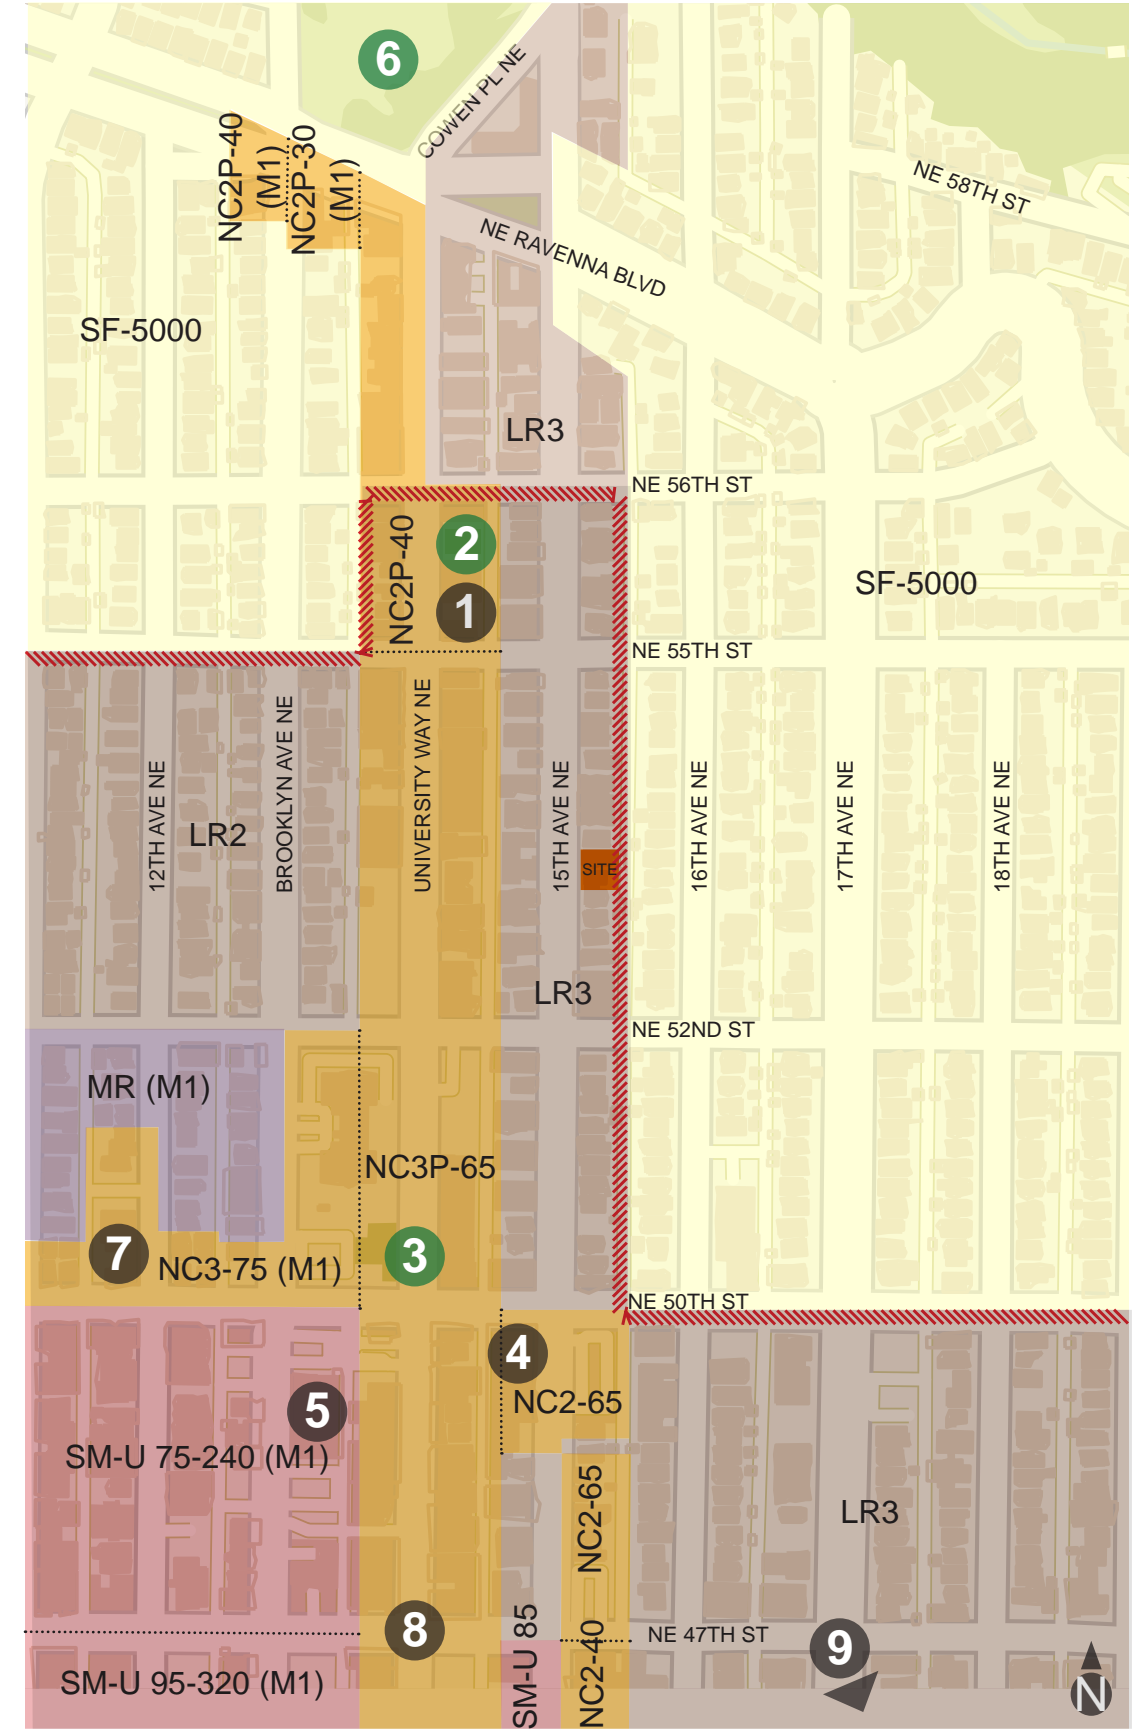 6
COWEN PL NE
NC2P-40
(M1)
NC2P-30
(M1)
NE 58TH ST
NE RAVENNA BLVD
SF-5000
LR3
NE 56TH ST
NC2P-40
2
1
SF-5000
NE 55TH ST
12TH AVE NE
BROOKLYN AVE NE
UNIVERSITY WAY NE
15TH AVE NE
16TH AVE NE
17TH AVE NE
18TH AVE NE
LR2
SITE
LR3
NE 52ND ST
MR (M1)
NC3P-65
7
NC3-75 (M1)
3
NE 50TH ST
4
NC2-65
5
SM-U 75-240 (M1)
NC2-65
LR3
8
SM-U 85
NC2-40
NE 47TH ST
9
SM-U 95-320 (M1)
N